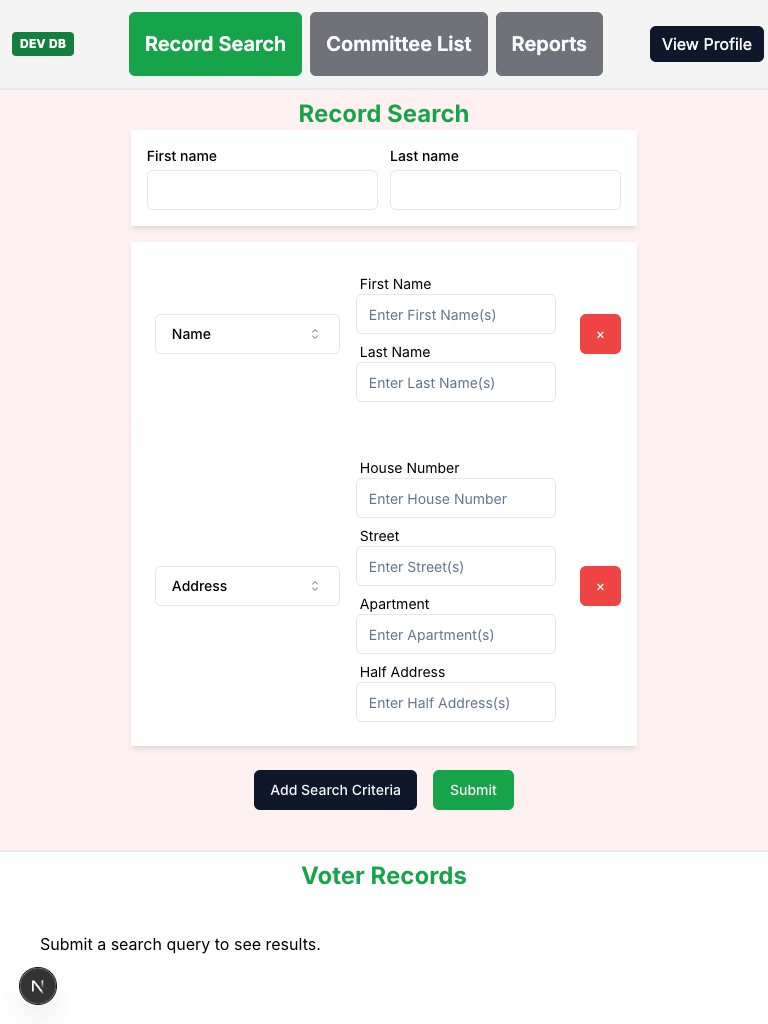 DEV DB
Record Search
Committee List
Reports
View Profile
Record Search
First name
Last name
Name
First Name
Enter First Name(s)
Last Name
Enter Last Name(s)
×
Address
House Number
Enter House Number
Street
Enter Street(s)
Apartment
Enter Apartment(s)
Half Address
Enter Half Address(s)
×
Add Search Criteria
Submit
Voter Records
Submit a search query to see results.
N